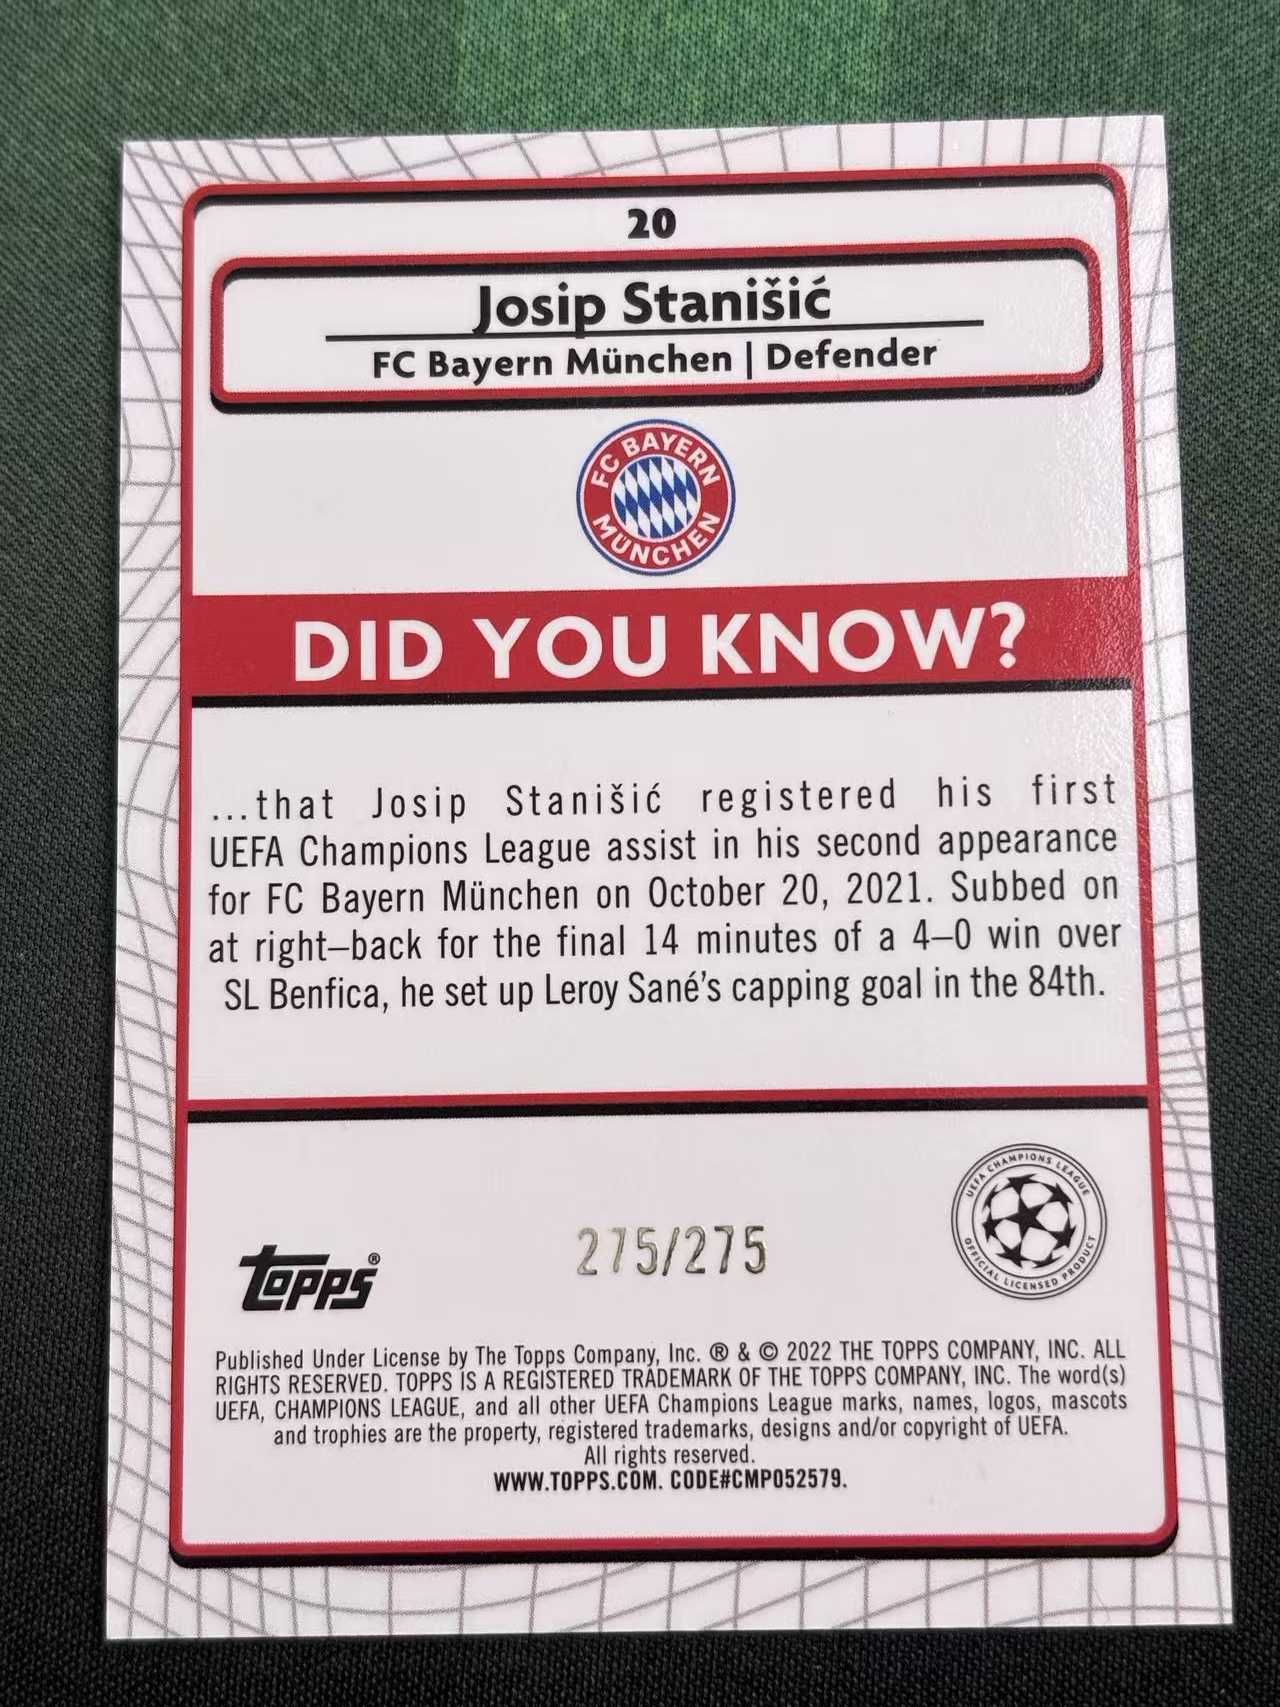 20
Josip Stanišić
FC Bayern München | Defender
FC BAYERN
MÜNCHEN
DID YOU KNOW?
...that Josip Stanišić registered his first
UEFA Champions League assist in his second appearance
for FC Bayern München on October 20, 2021. Subbed on
at right–back for the final 14 minutes of a 4–0 win over
SL Benfica, he set up Leroy Sané's capping goal in the 84th.
UEFA CHAMPIONS LEAGUE
OFFICIAL LICENSED PRODUCT
275/275
Topps®
Published Under License by The Topps Company, Inc. ® & © 2022 THE TOPPS COMPANY, INC. ALL
RIGHTS RESERVED. TOPPS IS A REGISTERED TRADEMARK OF THE TOPPS COMPANY, INC. The word(s)
UEFA, CHAMPIONS LEAGUE, and all other UEFA Champions League marks, names, logos, mascots
and trophies are the property, registered trademarks, designs and/or copyright of UEFA.
All rights reserved.
WWW.TOPPS.COM. CODE#CMP052579.